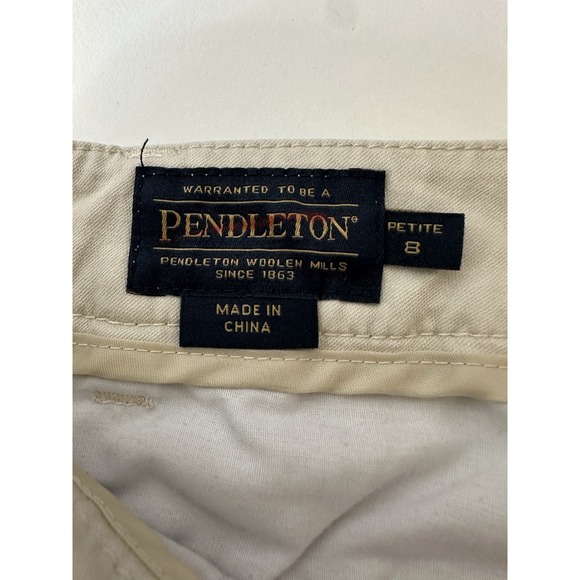 WARRANTED TO BE A
PENDLETON®
PENDLETON WOOLEN MILLS
SINCE 1863
PETITE
8
MADE IN
CHINA